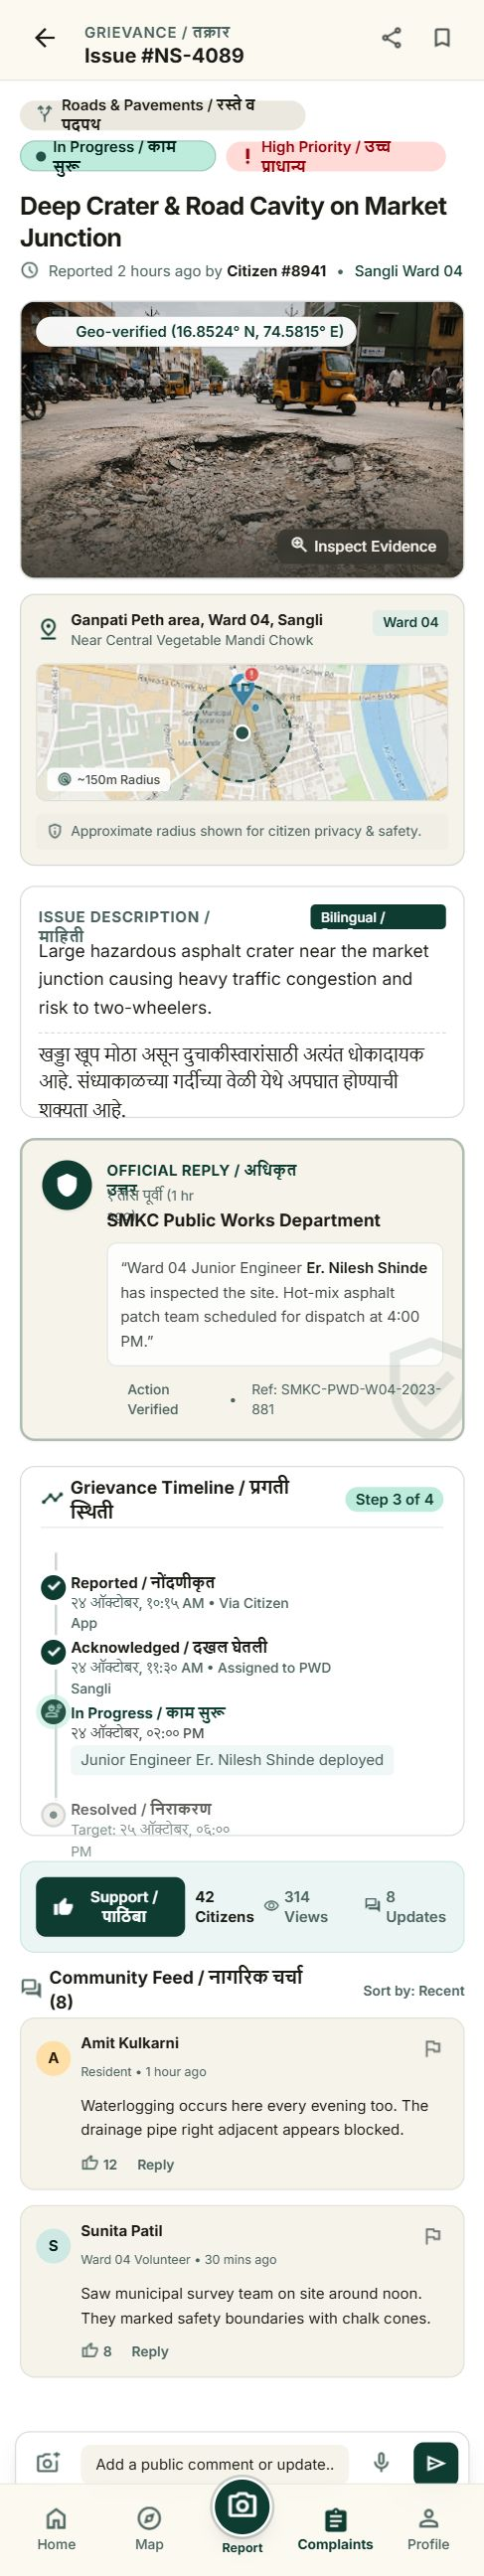 GRIEVANCE / तक्रार
Issue #NS-4089
Roads & Pavements / रस्ते व
पदपथ
In Progress / काम
सुरू
High Priority / उच्च
प्राधान्य
Deep Crater & Road Cavity on Market
Junction
Reported 2 hours ago by Citizen #8941 • Sangli Ward 04
Geo-verified (16.8524° N, 74.5815° E)
Inspect Evidence
Ganpati Peth area, Ward 04, Sangli
Near Central Vegetable Mandi Chowk
Ward 04
~150m Radius
Approximate radius shown for citizen privacy & safety.
ISSUE DESCRIPTION /
माहिती
Bilingual /
Large hazardous asphalt crater near the market
junction causing heavy traffic congestion and
risk to two-wheelers.
खड्डा खूप मोठा असून दुचाकीस्वारांसाठी अत्यंत धोकादायक
आहे. संध्याकाळच्या गर्दीच्या वेळी येथे अपघात होण्याची
शक्यता आहे.
OFFICIAL REPLY / अधिकृत
उत्तर
१ तास पूर्वी (1 hr
SMKC Public Works Department
“Ward 04 Junior Engineer Er. Nilesh Shinde
has inspected the site. Hot-mix asphalt
patch team scheduled for dispatch at 4:00
PM.”
Action
Verified
•
Ref: SMKC-PWD-W04-2023-
881
Grievance Timeline / प्रगती
स्थिती
Step 3 of 4
Reported / नोंदणीकृत
२४ ऑक्टोबर, १०:१५ AM • Via Citizen
App
Acknowledged / दखल घेतली
२४ ऑक्टोबर, ११:३० AM • Assigned to PWD
Sangli
In Progress / काम सुरू
२४ ऑक्टोबर, ०२:०० PM
Junior Engineer Er. Nilesh Shinde deployed
Resolved / निराकरण
Target: २५ ऑक्टोबर, ०६:००
PM
Support /
पाठिंबा
42
Citizens
314
Views
8
Updates
Community Feed / नागरिक चर्चा
(8)
Sort by: Recent
A
Amit Kulkarni
Resident • 1 hour ago
Waterlogging occurs here every evening too. The
drainage pipe right adjacent appears blocked.
12 Reply
S
Sunita Patil
Ward 04 Volunteer • 30 mins ago
Saw municipal survey team on site around noon.
They marked safety boundaries with chalk cones.
8 Reply
Add a public comment or update..
Home
Map
Report
Complaints
Profile